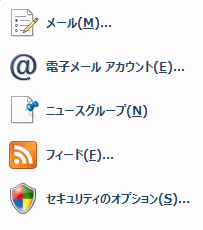 メール(M)...
電子メール アカウント(E)...
ニュースグループ(N)
フィード(F)...
セキュリティのオプション(S)...